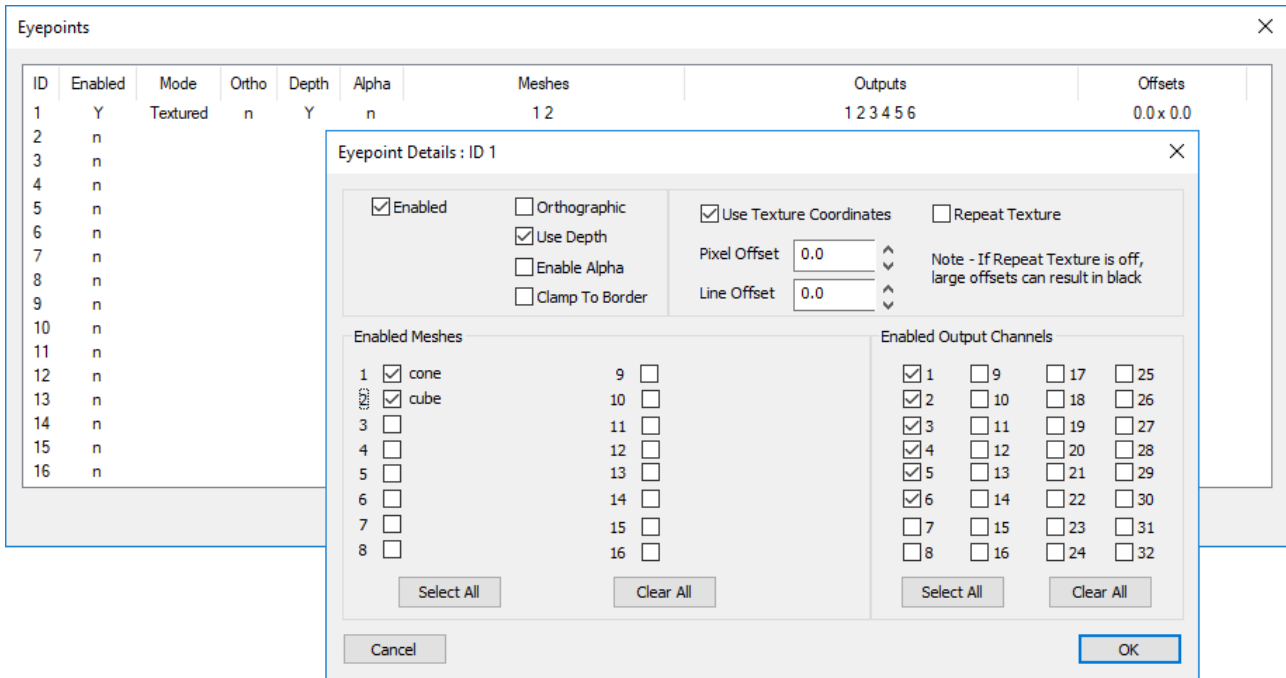 Eyepoints
ID Enabled Mode Ortho Depth Alpha Meshes Outputs Offsets
1 Y Textured n Y n 1 2 1 2 3 4 5 6 0.0 x 0.0
2 n
3 n
4 n
5 n
6 n
7 n
8 n
9 n
10 n
11 n
12 n
13 n
14 n
15 n
16 n
Eyepoint Details : ID 1
Enabled
Orthographic
Use Depth
Enable Alpha
Clamp To Border
Use Texture Coordinates
Repeat Texture
Pixel Offset 0.0
Line Offset 0.0
Note - If Repeat Texture is off,
large offsets can result in black
Enabled Meshes
1 cone 9
2 cube 10
3 11
4 12
5 13
6 14
7 15
8 16
Select All Clear All
Enabled Output Channels
1 9 17 25
2 10 18 26
3 11 19 27
4 12 20 28
5 13 21 29
6 14 22 30
7 15 23 31
8 16 24 32
Select All Clear All
Cancel OK